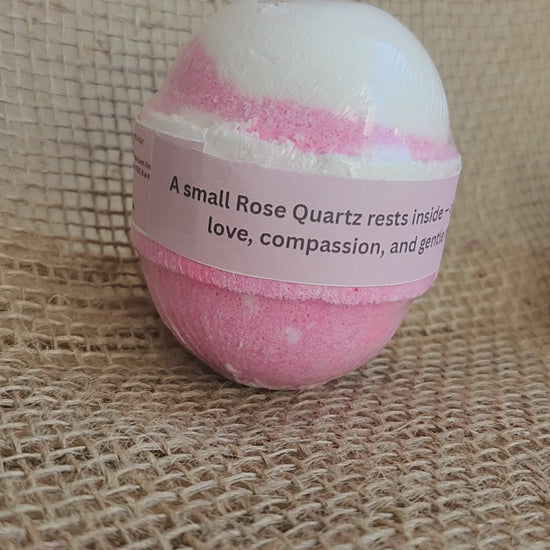 A small Rose Quartz rests inside –
love, compassion, and gentle